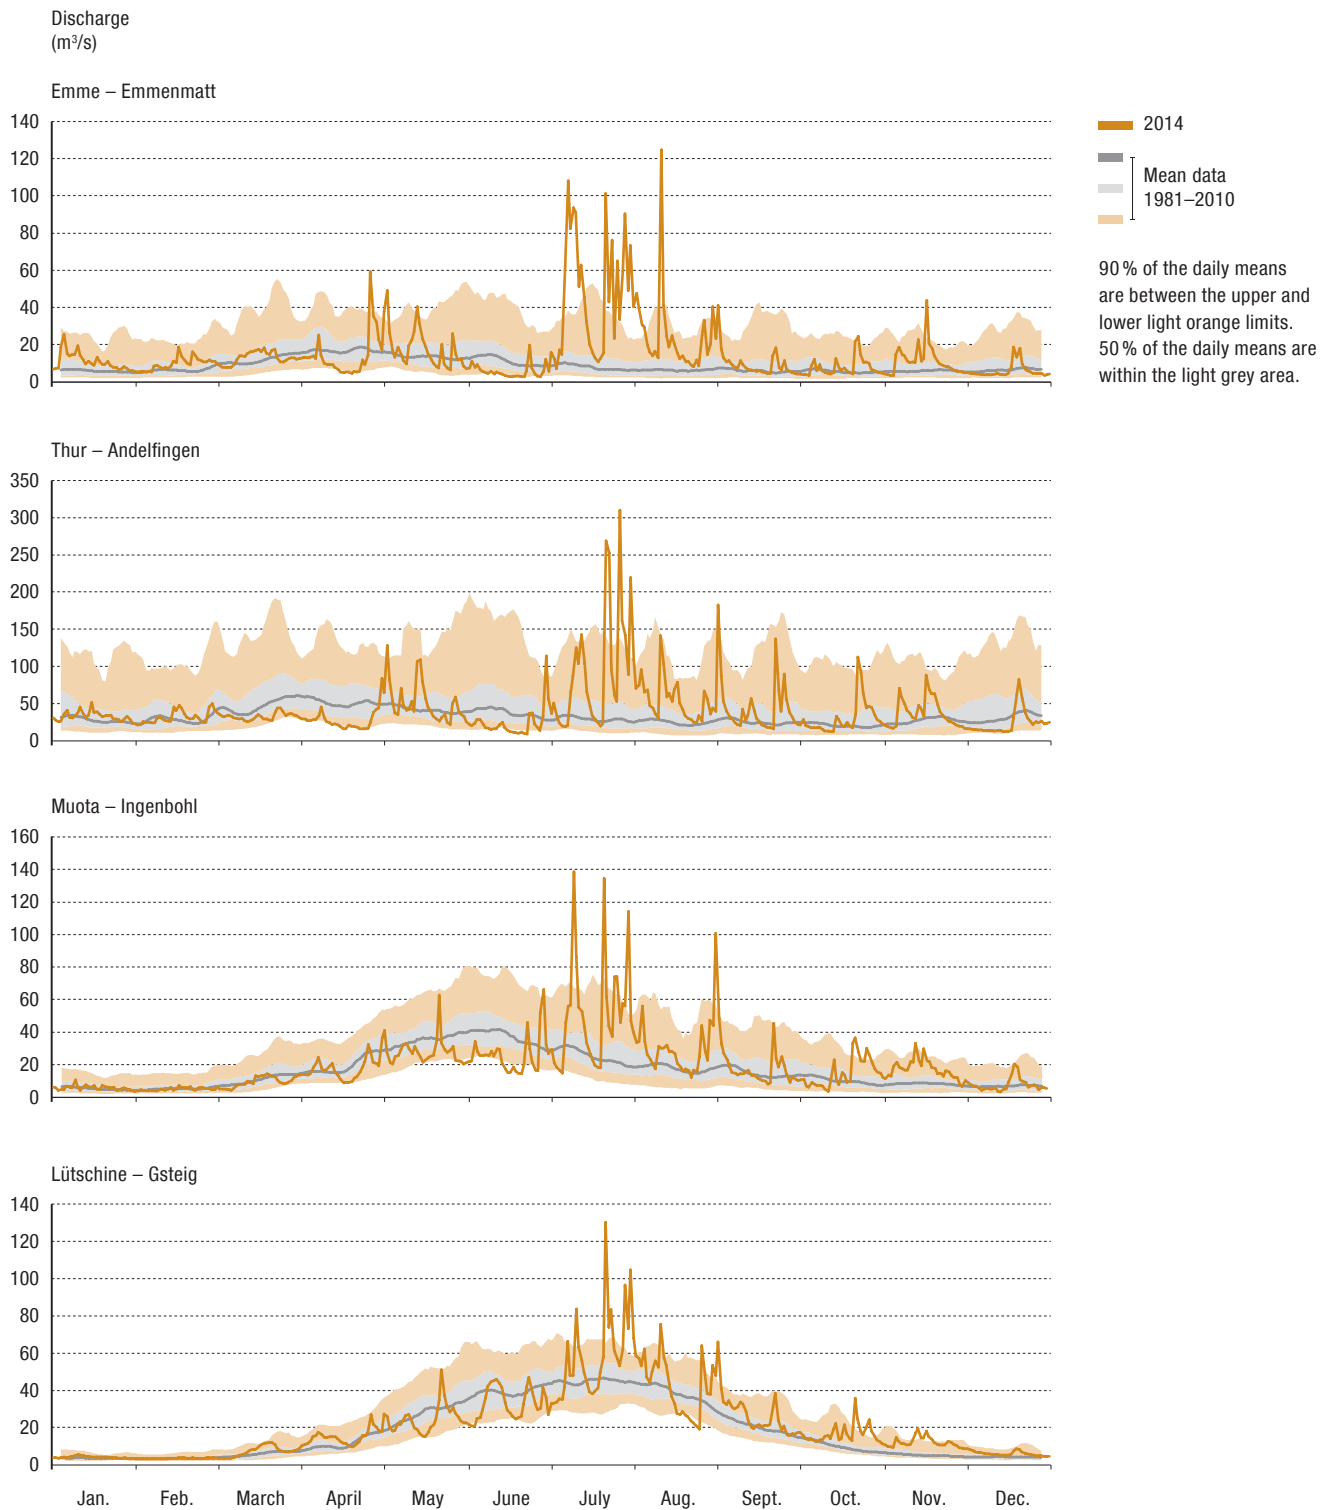 Discharge
(m³/s)
Emme – Emmenmatt
140
120
100
80
60
40
20
0
2014
Mean data
1981–2010
90 % of the daily means
are between the upper and
lower light orange limits.
50 % of the daily means are
within the light grey area.
Thur – Andelfingen
350
300
250
200
150
100
50
0
Muota – Ingenbohl
160
140
120
100
80
60
40
20
0
Lütschine – Gsteig
140
120
100
80
60
40
20
0
Jan. Feb. March April May June July Aug. Sept. Oct. Nov. Dec.